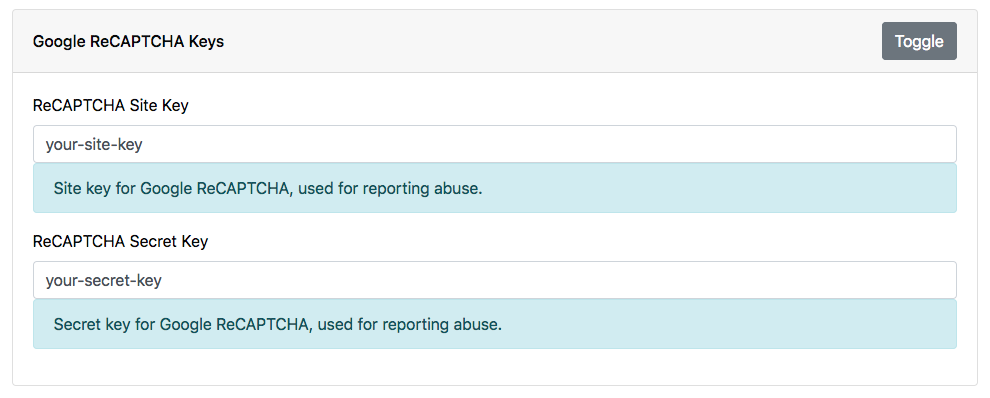 Google ReCAPTCHA Keys
Toggle
ReCAPTCHA Site Key
your-site-key
Site key for Google ReCAPTCHA, used for reporting abuse.
ReCAPTCHA Secret Key
your-secret-key
Secret key for Google ReCAPTCHA, used for reporting abuse.